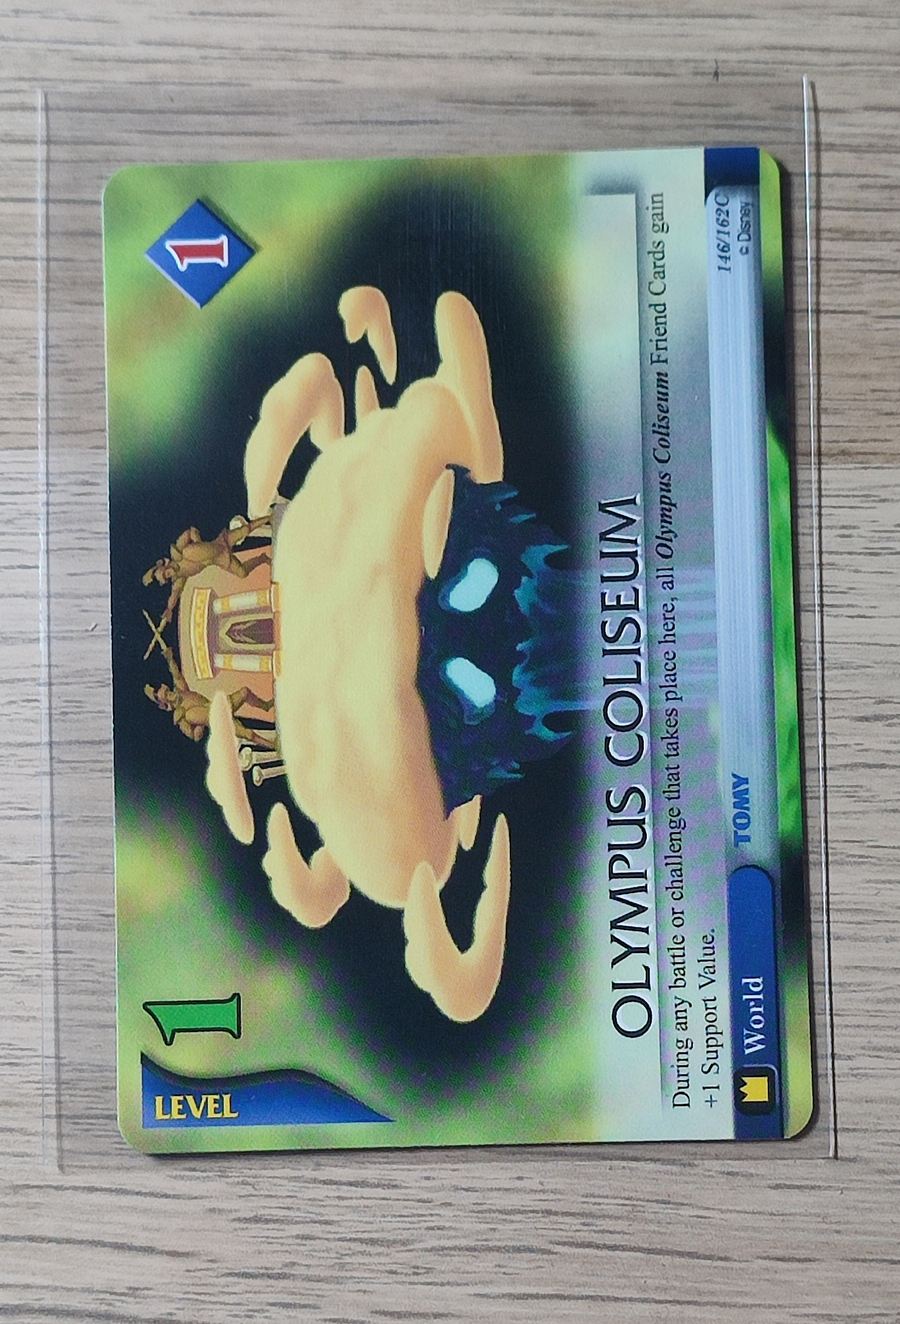 LEVEL 1
1
OLYMPUS COLISEUM
During any battle or challenge that takes place here, all Olympus Coliseum Friend Cards gain
+1 Support Value.
World
TOMY
146/162C
© Disney